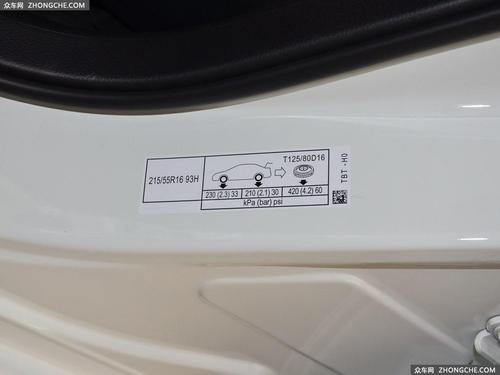 众车网 ZHONGCHE.COM
215/55R16 93H
T125/80D16
230 (2.3) 33 210 (2.1) 30 420 (4.2) 60
kPa (bar) psi
TBT -H0
众车网 ZHONGCHE.COM